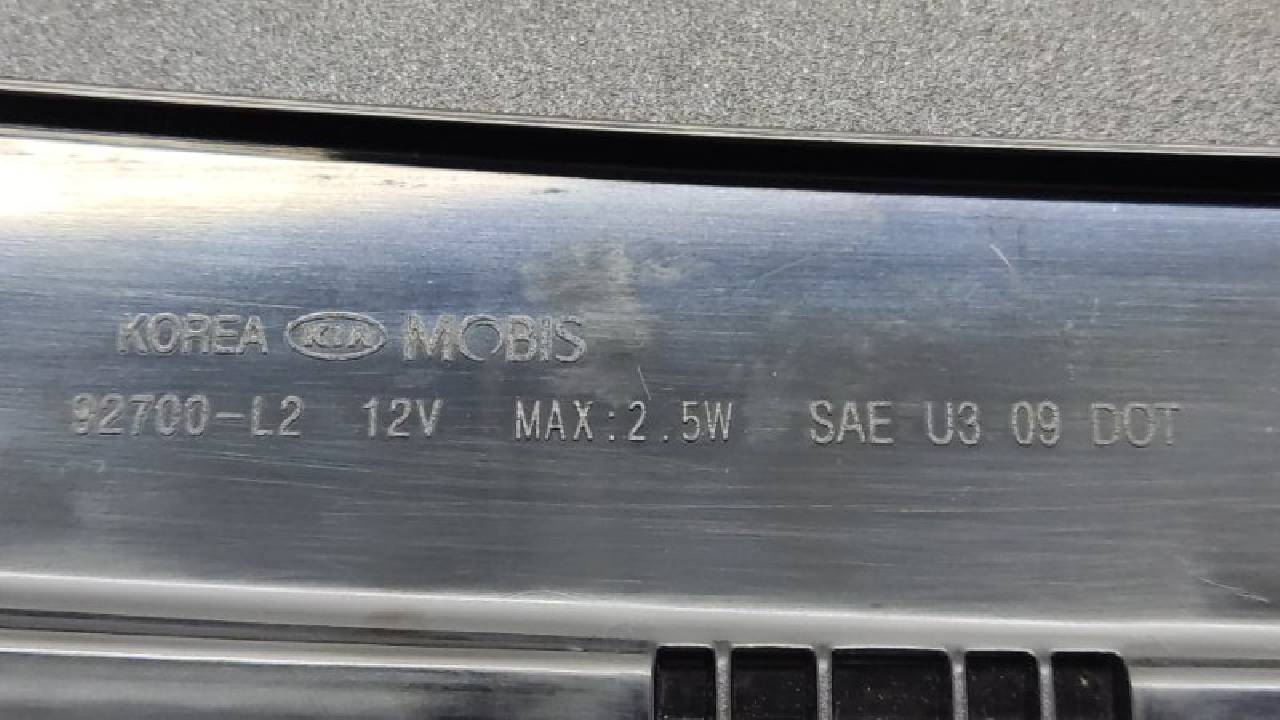 KOREA KIA MOBIS
92700-L2 12V MAX:2.5W SAE U3 09 DOT